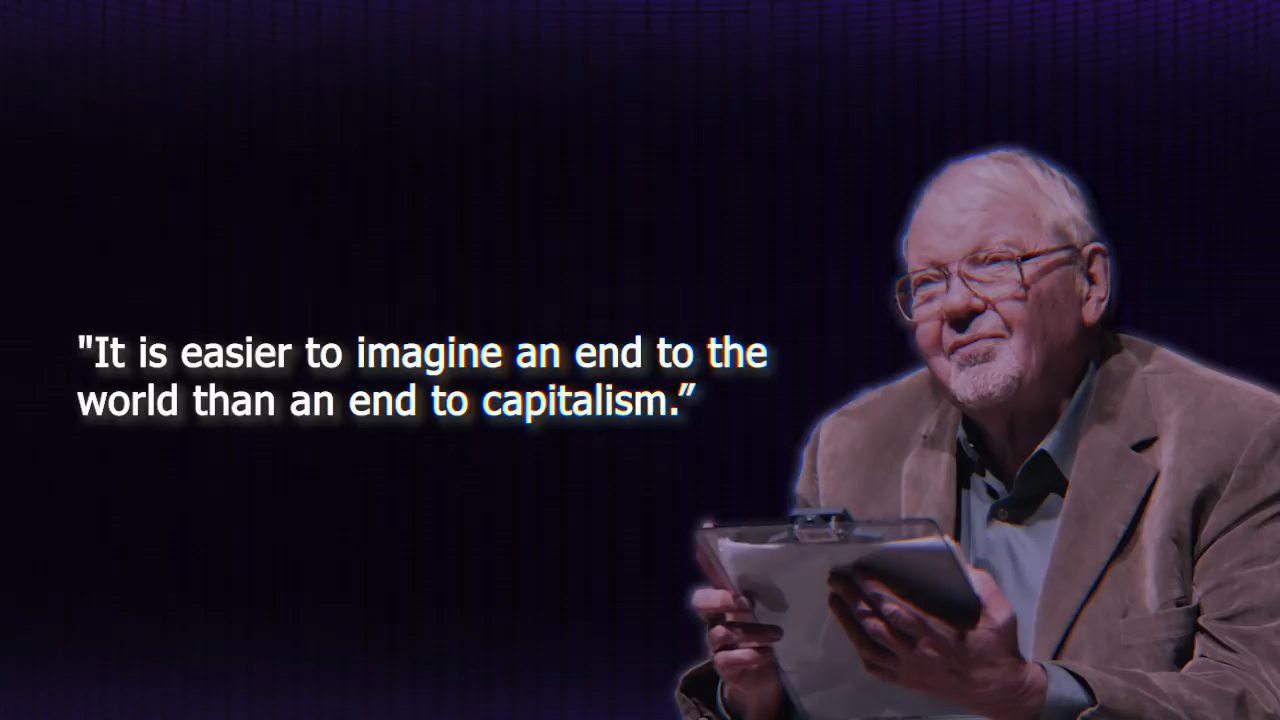 "It is easier to imagine an end to the
world than an end to capitalism.”